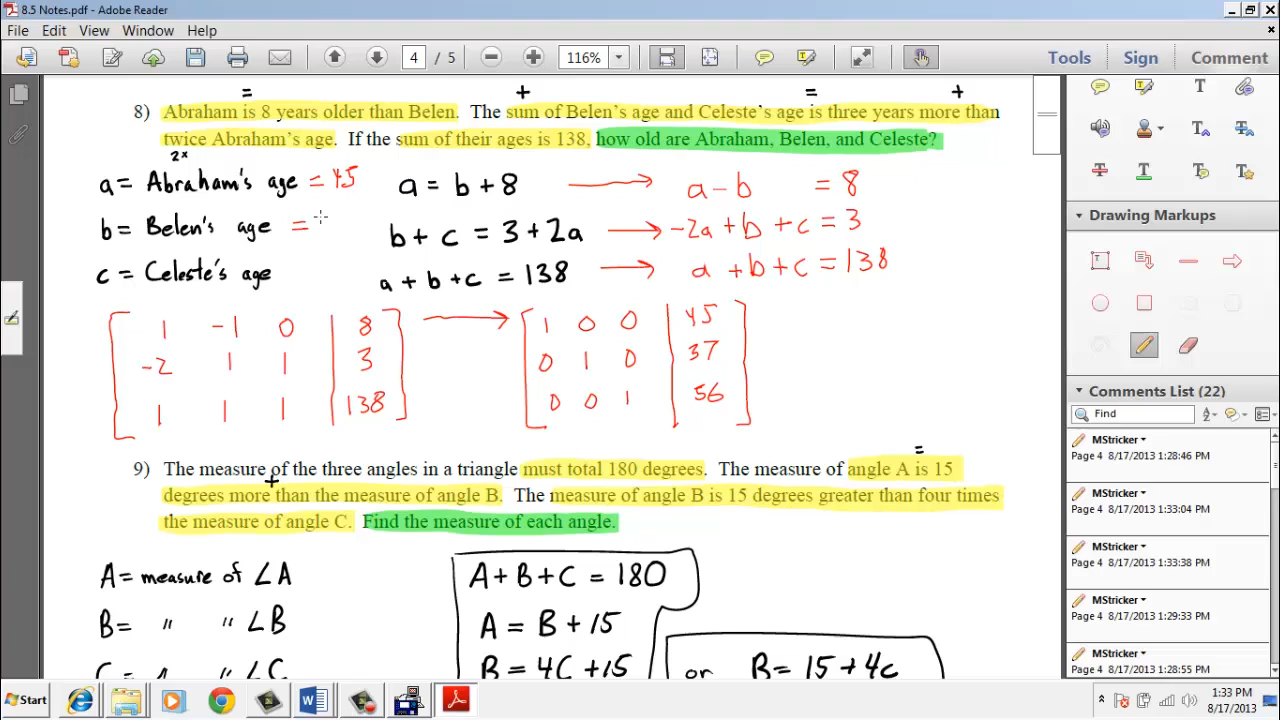 8.5 Notes.pdf - Adobe Reader
File Edit View Window Help
4 / 5 116% Tools Sign Comment
= + = +
8) Abraham is 8 years older than Belen. The sum of Belen's age and Celeste's age is three years more than
twice Abraham's age. If the sum of their ages is 138, how old are Abraham, Belen, and Celeste?
2x
a = Abraham's age = 45 a = b + 8 → a - b = 8
b = Belen's age = b + c = 3 + 2a → -2a + b + c = 3
c = Celeste's age a + b + c = 138 → a + b + c = 138
1 -1 0 | 8 → 1 0 0 | 45
-2 1 1 | 3 0 1 0 | 37
1 1 1 | 138 0 0 1 | 56
=
9) The measure of the three angles in a triangle must total 180 degrees. The measure of angle A is 15
+
degrees more than the measure of angle B. The measure of angle B is 15 degrees greater than four times
the measure of angle C. Find the measure of each angle.
A = measure of ∠A A + B + C = 180
B = " " ∠B A = B + 15
C = " " ∠C B = 4C + 15 or B = 15 + 4C
Drawing Markups
Comments List (22)
Find
MStricker
Page 4 8/17/2013 1:28:46 PM
MStricker
Page 4 8/17/2013 1:33:04 PM
MStricker
Page 4 8/17/2013 1:33:38 PM
MStricker
Page 4 8/17/2013 1:29:33 PM
MStricker
Page 4 8/17/2013 1:28:55 PM
Start
1:33 PM
8/17/2013